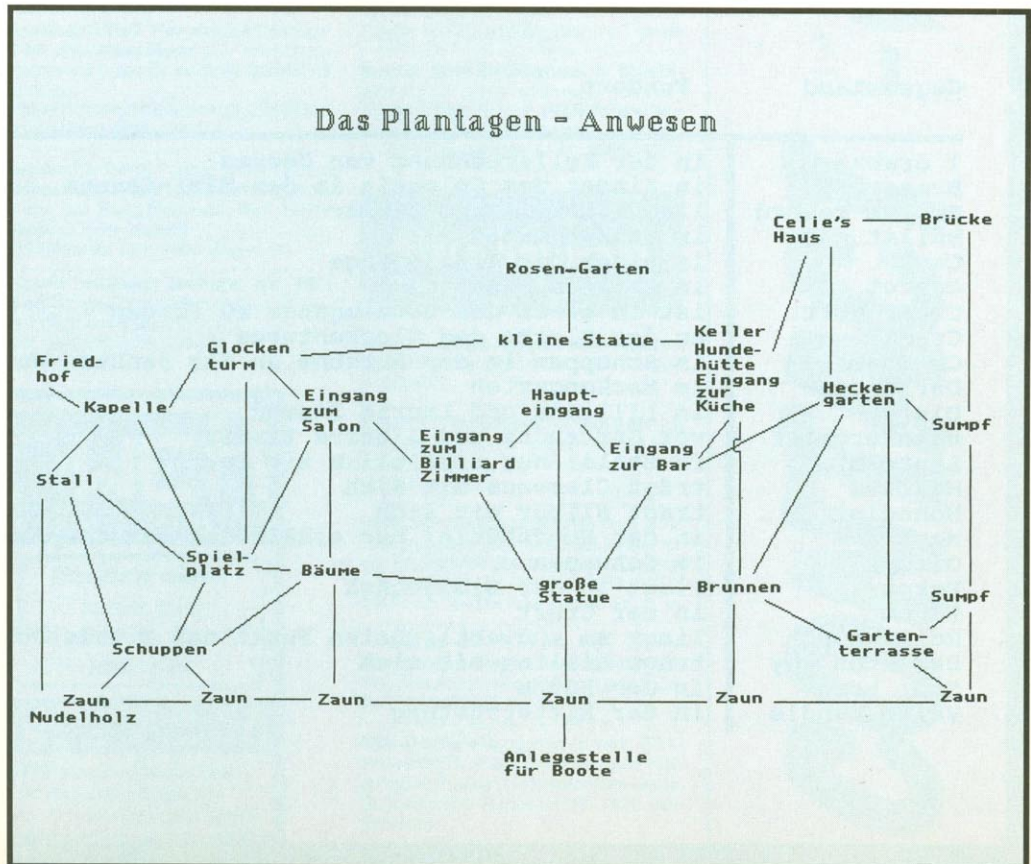 Das Plantagen - Anwesen
Celie's
Haus
Brücke
Rosen-Garten
kleine Statue
Keller
Hunde-
hütte
Eingang
zur
Küche
Fried-
hof
Glocken
turm
Kapelle
Eingang
zum
Salon
Haupt-
eingang
Hecken-
garten
Sumpf
Eingang
zum
Billiard
Zimmer
Eingang
zur Bar
Stall
Spiel-
platz
Bäume
große
Statue
Brunnen
Sumpf
Schuppen
Garten-
terrasse
Zaun
Nudelholz
Zaun
Zaun
Zaun
Zaun
Zaun
Anlegestelle
für Boote